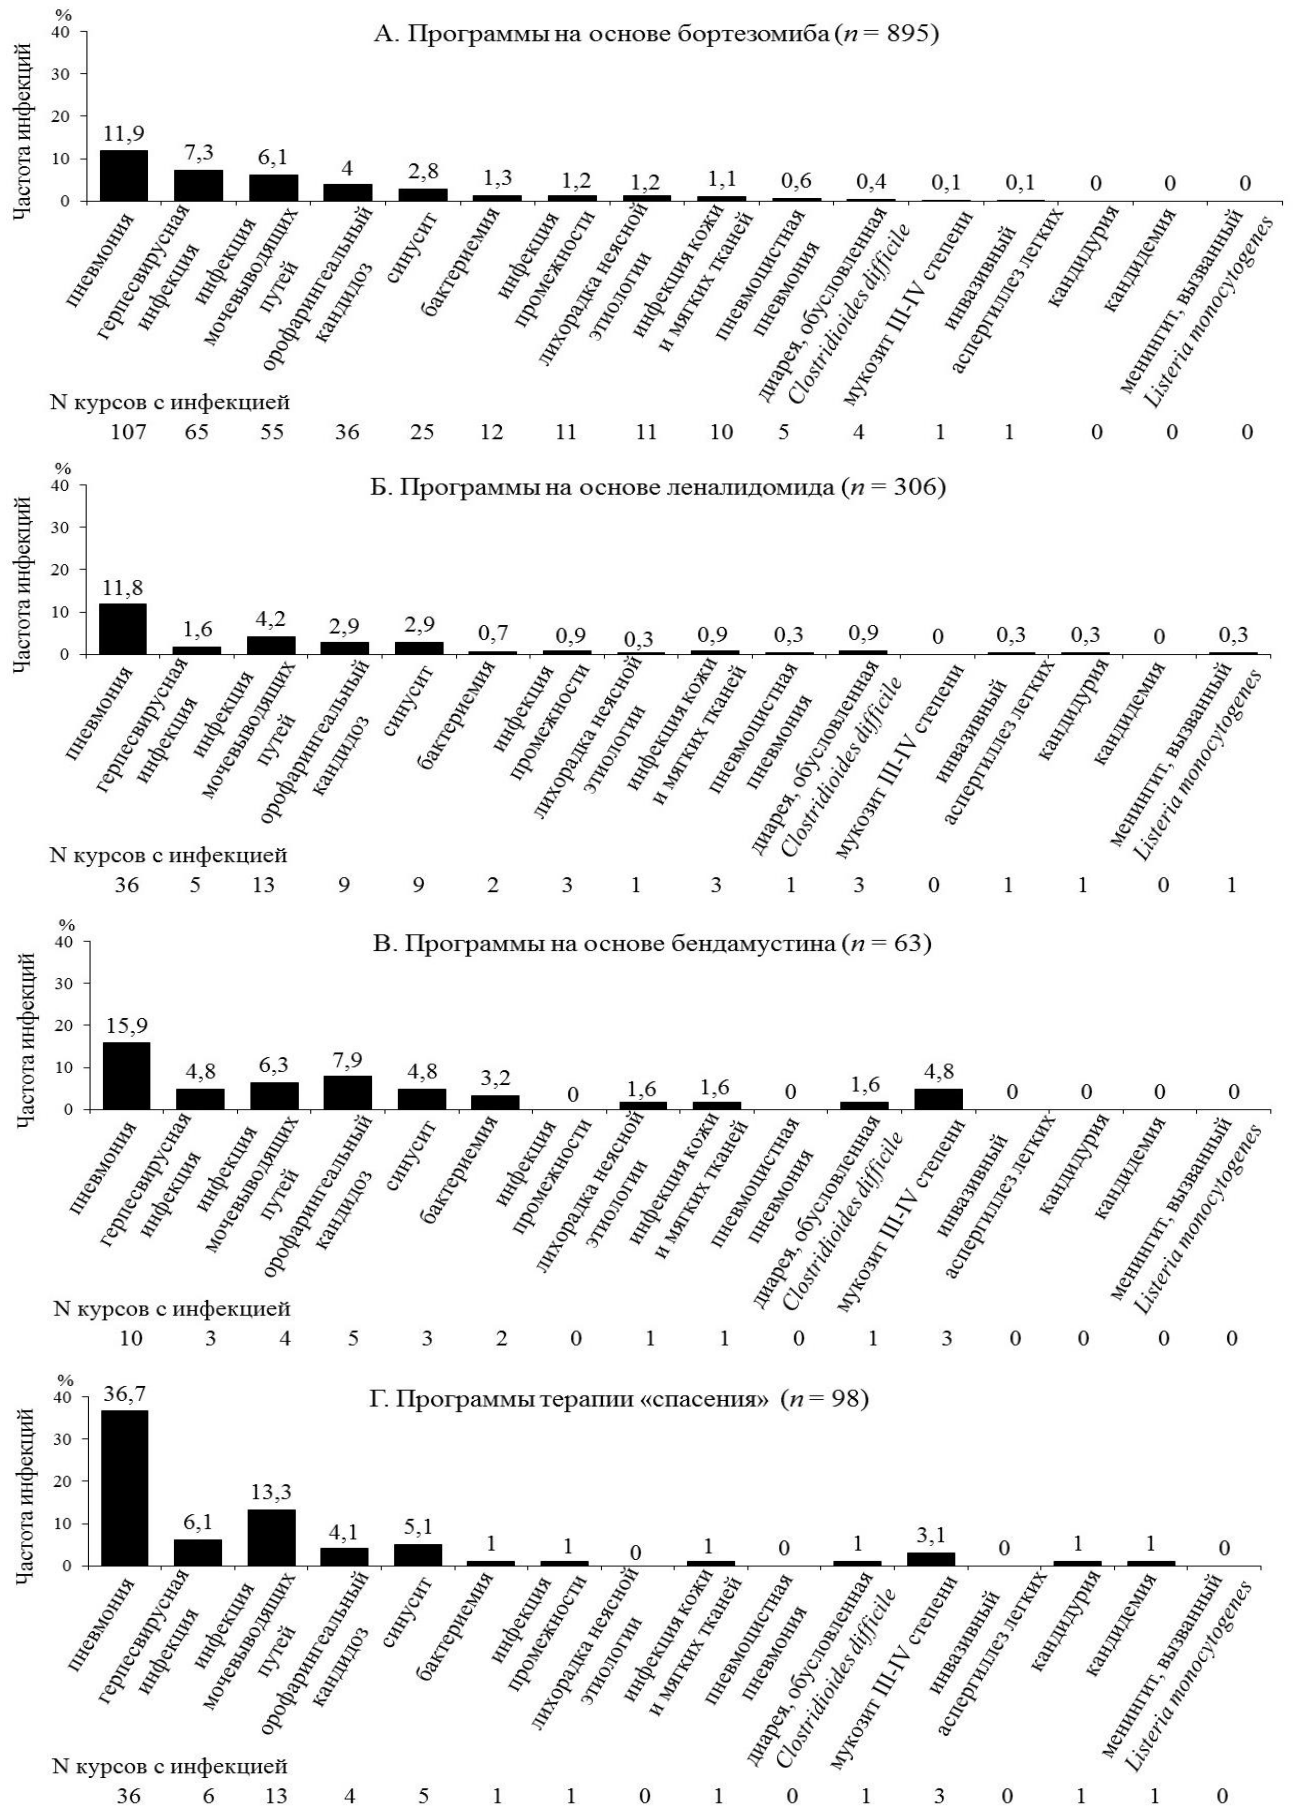 %
А. Программы на основе бортезомиба (n = 895)
Частота инфекций
40
30
20
10
0
11,9 7,3 6,1 4 2,8 1,3 1,2 1,2 1,1 0,6 0,4 0,1 0,1 0 0 0
пневмония
герпесвирусная
инфекция
инфекция
мочевыводящих
путей
орофарингеальный
кандидоз
синусит
бактериемия
инфекция
промежности
лихорадка неясной
этиологии
инфекция кожи
и мягких тканей
пневмоцистная
пневмония
диарея, обусловленная
Clostridioides difficile
мукозит III-IV степени
инвазивный
аспергиллез легких
кандидурия
кандидемия
менингит, вызванный
Listeria monocytogenes
N курсов с инфекцией
107 65 55 36 25 12 11 11 10 5 4 1 1 0 0 0
%
Б. Программы на основе леналидомида (n = 306)
Частота инфекций
40
30
20
10
0
11,8 1,6 4,2 2,9 2,9 0,7 0,9 0,3 0,9 0,3 0,9 0 0,3 0,3 0 0,3
пневмония
герпесвирусная
инфекция
инфекция
мочевыводящих
путей
орофарингеальный
кандидоз
синусит
бактериемия
инфекция
промежности
лихорадка неясной
этиологии
инфекция кожи
и мягких тканей
пневмоцистная
пневмония
диарея, обусловленная
Clostridioides difficile
мукозит III-IV степени
инвазивный
аспергиллез легких
кандидурия
кандидемия
менингит, вызванный
Listeria monocytogenes
N курсов с инфекцией
36 5 13 9 9 2 3 1 3 1 3 0 1 1 0 1
%
В. Программы на основе бендамустина (n = 63)
Частота инфекций
40
30
20
10
0
15,9 4,8 6,3 7,9 4,8 3,2 0 1,6 1,6 0 1,6 4,8 0 0 0 0
пневмония
герпесвирусная
инфекция
инфекция
мочевыводящих
путей
орофарингеальный
кандидоз
синусит
бактериемия
инфекция
промежности
лихорадка неясной
этиологии
инфекция кожи
и мягких тканей
пневмоцистная
пневмония
диарея, обусловленная
Clostridioides difficile
мукозит III-IV степени
инвазивный
аспергиллез легких
кандидурия
кандидемия
менингит, вызванный
Listeria monocytogenes
N курсов с инфекцией
10 3 4 5 3 2 0 1 1 0 1 3 0 0 0 0
%
Г. Программы терапии «спасения» (n = 98)
Частота инфекций
40
30
20
10
0
36,7 6,1 13,3 4,1 5,1 1 1 0 1 0 1 3,1 0 1 1 0
пневмония
герпесвирусная
инфекция
инфекция
мочевыводящих
путей
орофарингеальный
кандидоз
синусит
бактериемия
инфекция
промежности
лихорадка неясной
этиологии
инфекция кожи
и мягких тканей
пневмоцистная
пневмония
диарея, обусловленная
Clostridioides difficile
мукозит III-IV степени
инвазивный
аспергиллез легких
кандидурия
кандидемия
менингит, вызванный
Listeria monocytogenes
N курсов с инфекцией
36 6 13 4 5 1 1 0 1 0 1 3 0 1 1 0